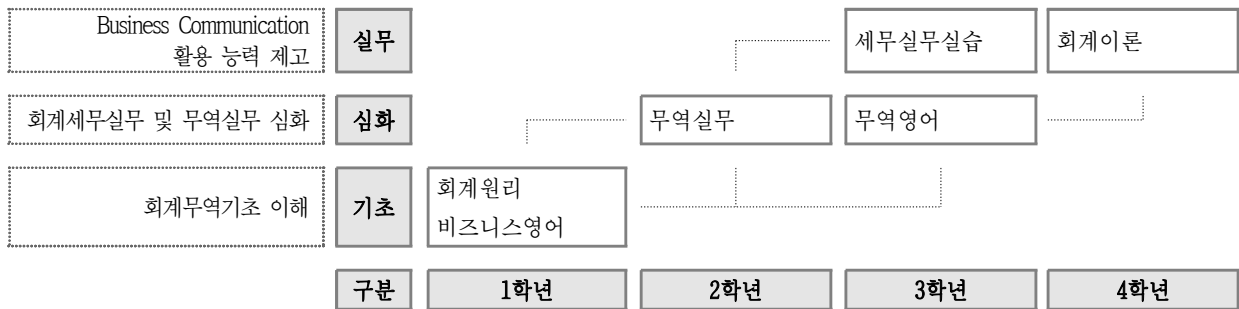 Business Communication
활용 능력 제고
실무
세무실무실습
회계이론
회계세무실무 및 무역실무 심화
심화
무역실무
무역영어
회계무역기초 이해
기초
회계원리
비즈니스영어
구분
1학년
2학년
3학년
4학년